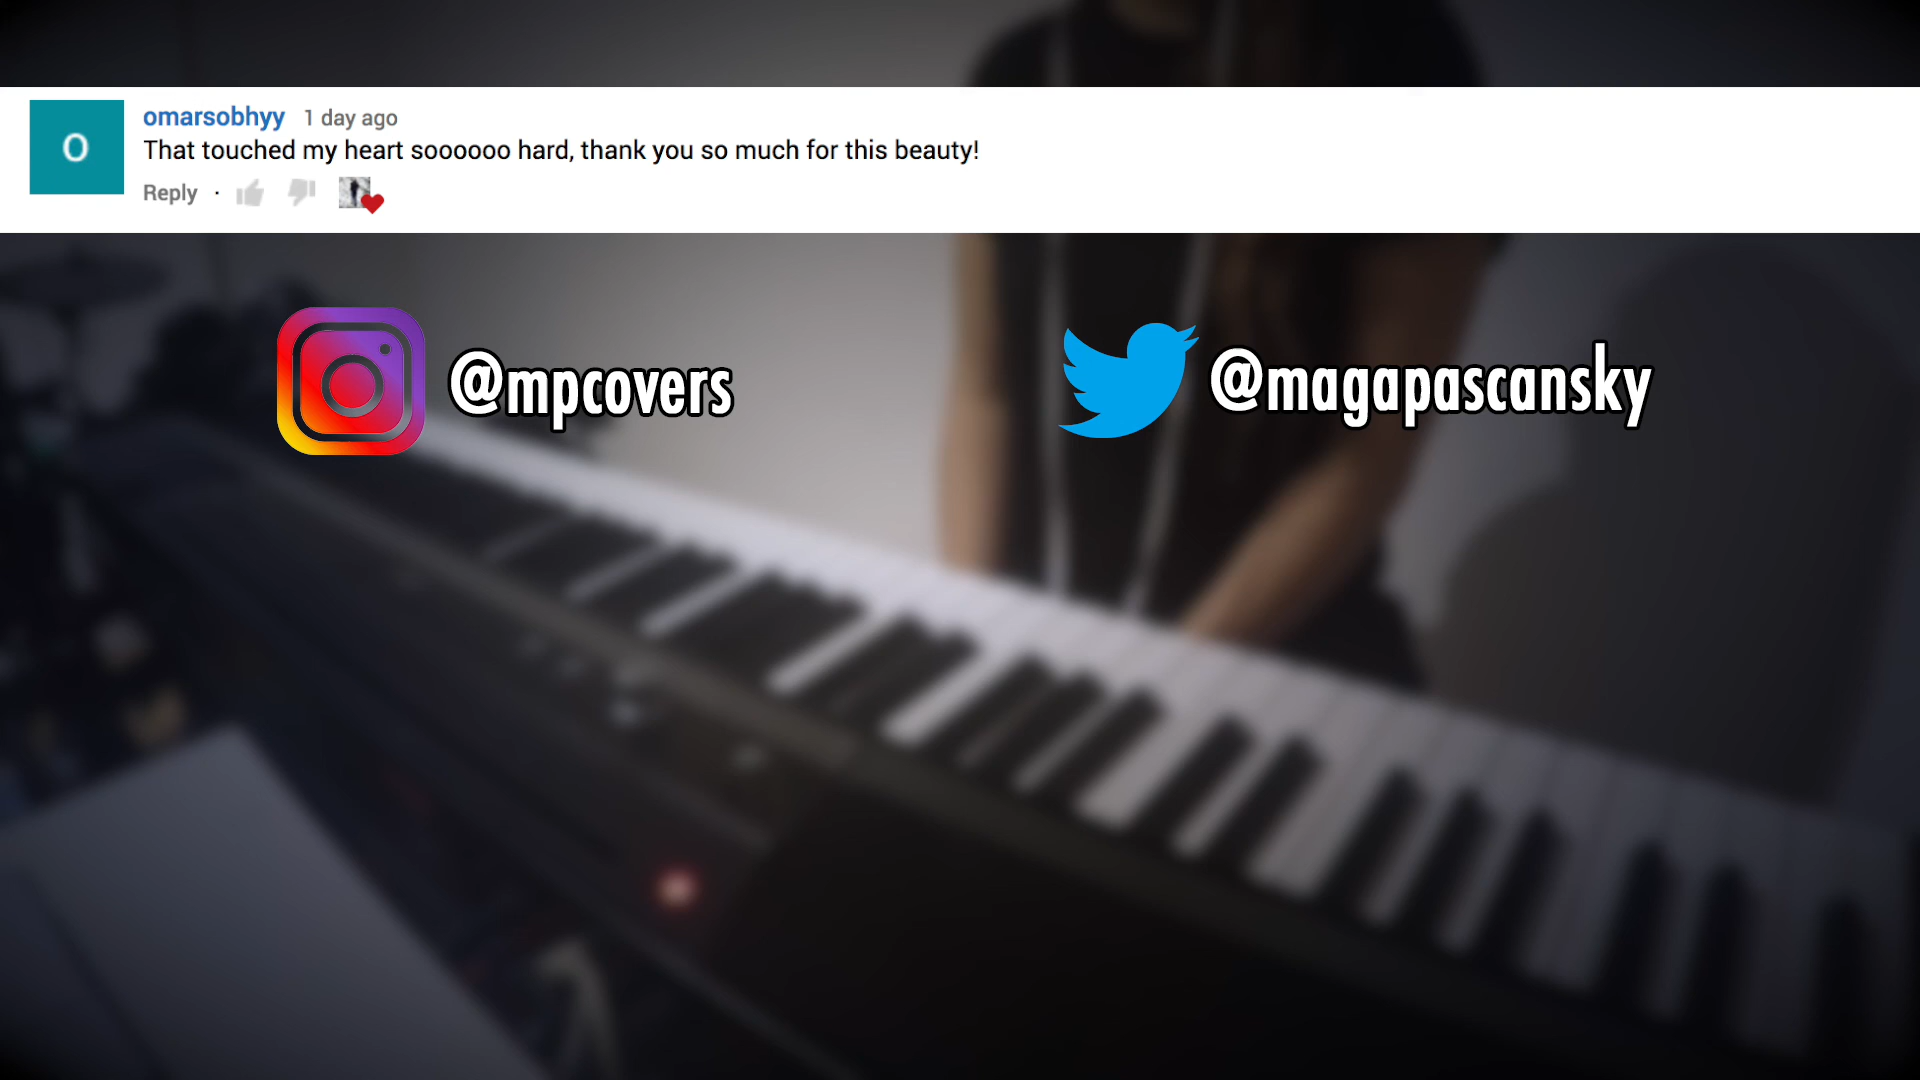 O
omarsobhyy 1 day ago
That touched my heart soooooo hard, thank you so much for this beauty!
Reply ·
@mpcovers
@magapascansky